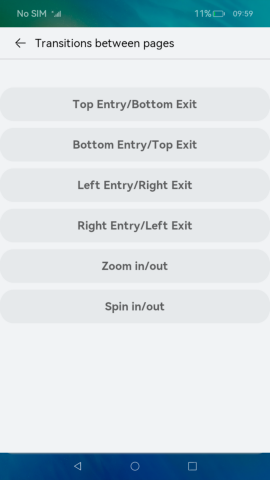 No SIM
11%
09:59
Transitions between pages
Top Entry/Bottom Exit
Bottom Entry/Top Exit
Left Entry/Right Exit
Right Entry/Left Exit
Zoom in/out
Spin in/out